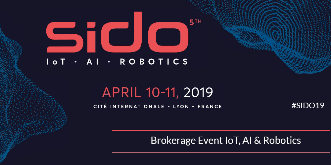 sido 5TH
IoT • AI • ROBOTICS
APRIL 10-11, 2019
CITE INTERNATIONALE • LYON • FRANCE
#SIDO19
Brokerage Event IoT, AI & Robotics